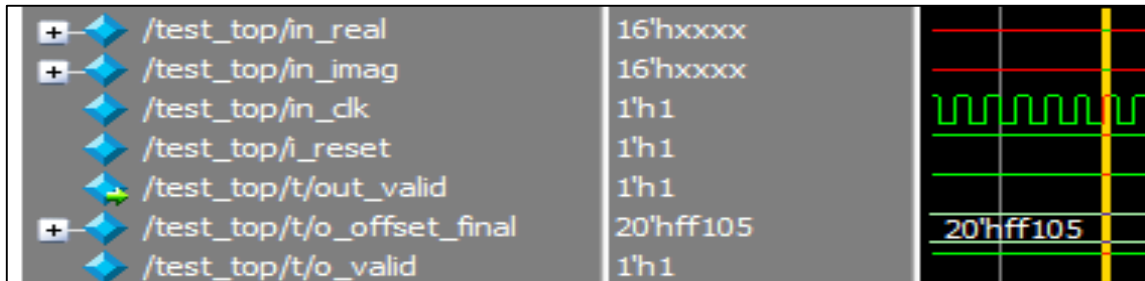 /test_top/in_real 16'hxxxx
/test_top/in_imag 16'hxxxx
/test_top/in_clk 1'h1
/test_top/i_reset 1'h1
/test_top/t/out_valid 1'h1
/test_top/t/o_offset_final 20'hff105 20'hff105
/test_top/t/o_valid 1'h1